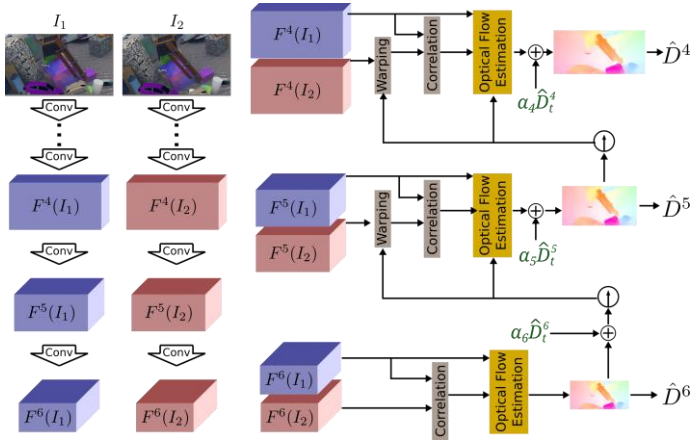 I₁ I₂
Conv Conv
Conv Conv
F⁴(I₁) F⁴(I₂)
Conv Conv
F⁵(I₁) F⁵(I₂)
Conv Conv
F⁶(I₁) F⁶(I₂)
F⁴(I₁)
F⁴(I₂)
Warping
Correlation
Optical Flow
Estimation
α₄D̂ₜ⁴
D̂⁴
F⁵(I₁)
F⁵(I₂)
Warping
Correlation
Optical Flow
Estimation
α₅D̂ₜ⁵
D̂⁵
α₆D̂ₜ⁶
F⁶(I₁)
F⁶(I₂)
Correlation
Optical Flow
Estimation
D̂⁶